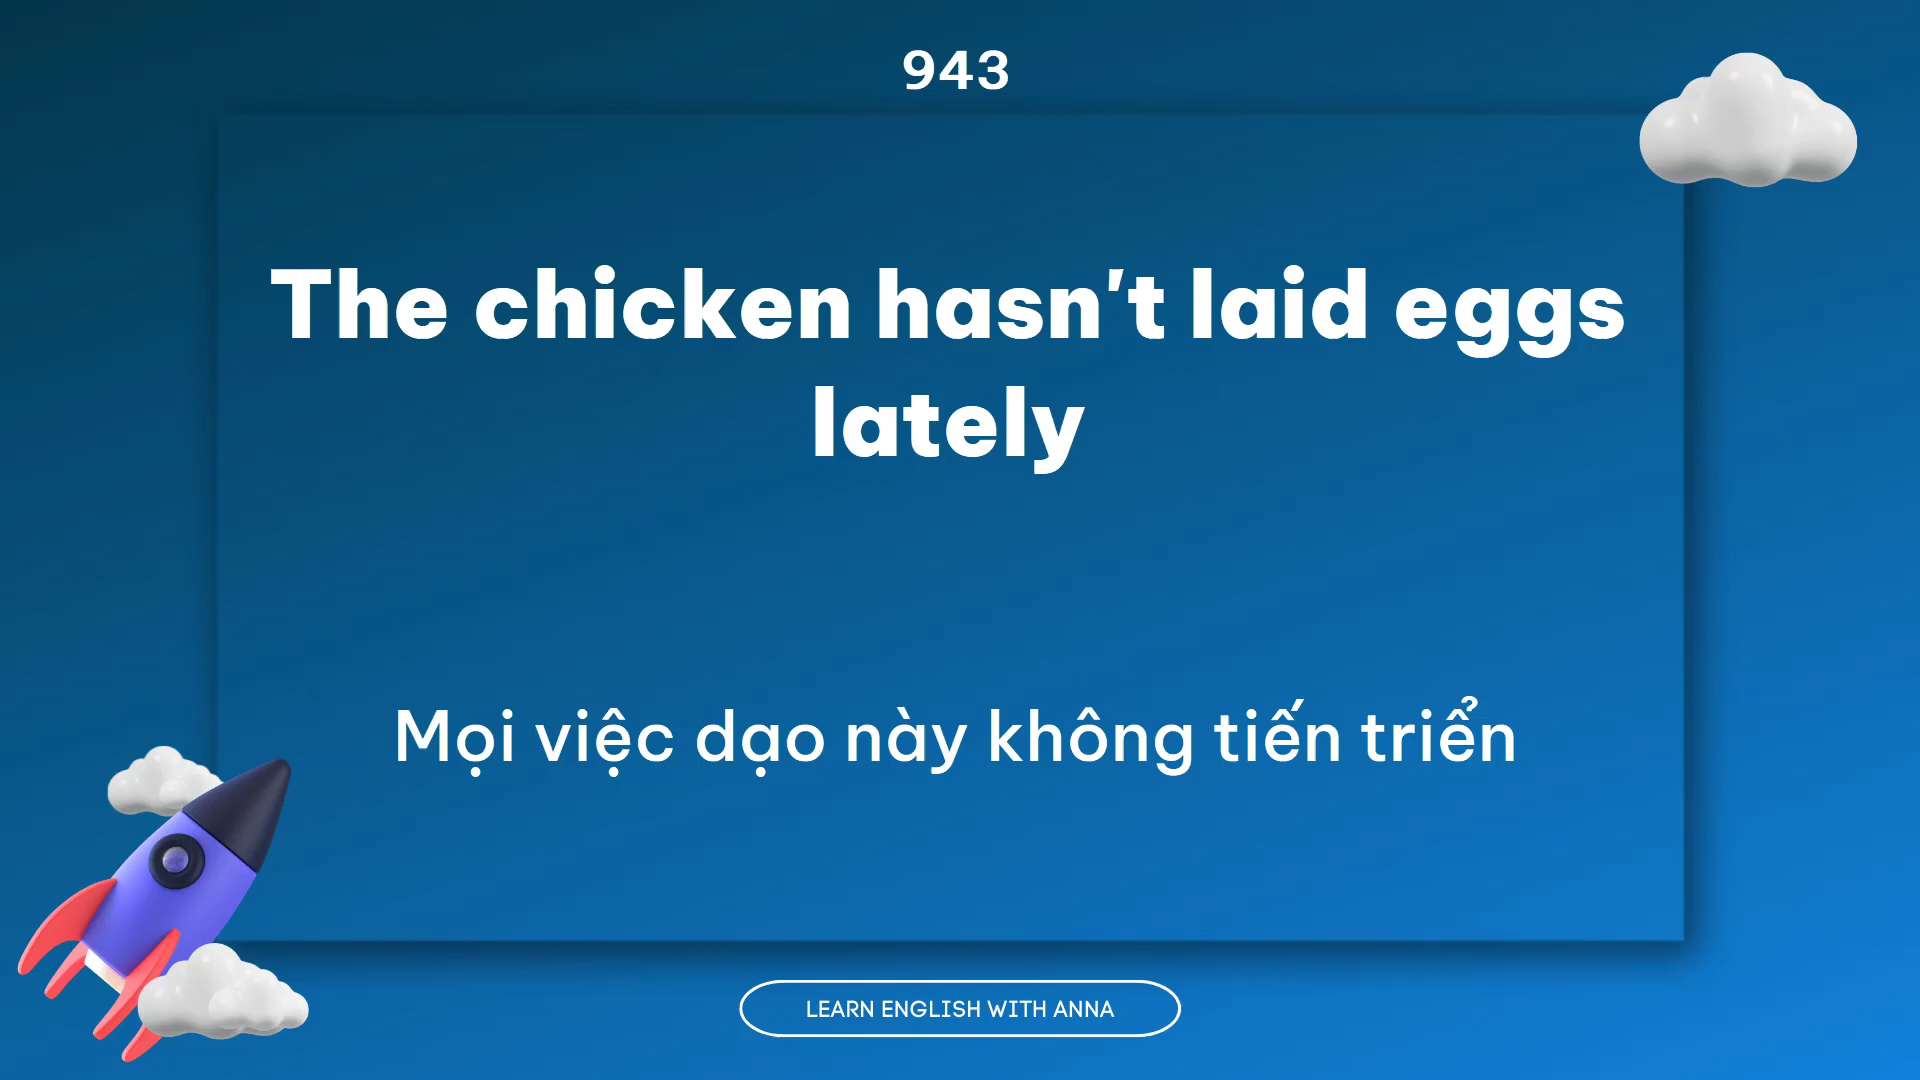 943
The chicken hasn't laid eggs
lately
Mọi việc dạo này không tiến triển
LEARN ENGLISH WITH ANNA